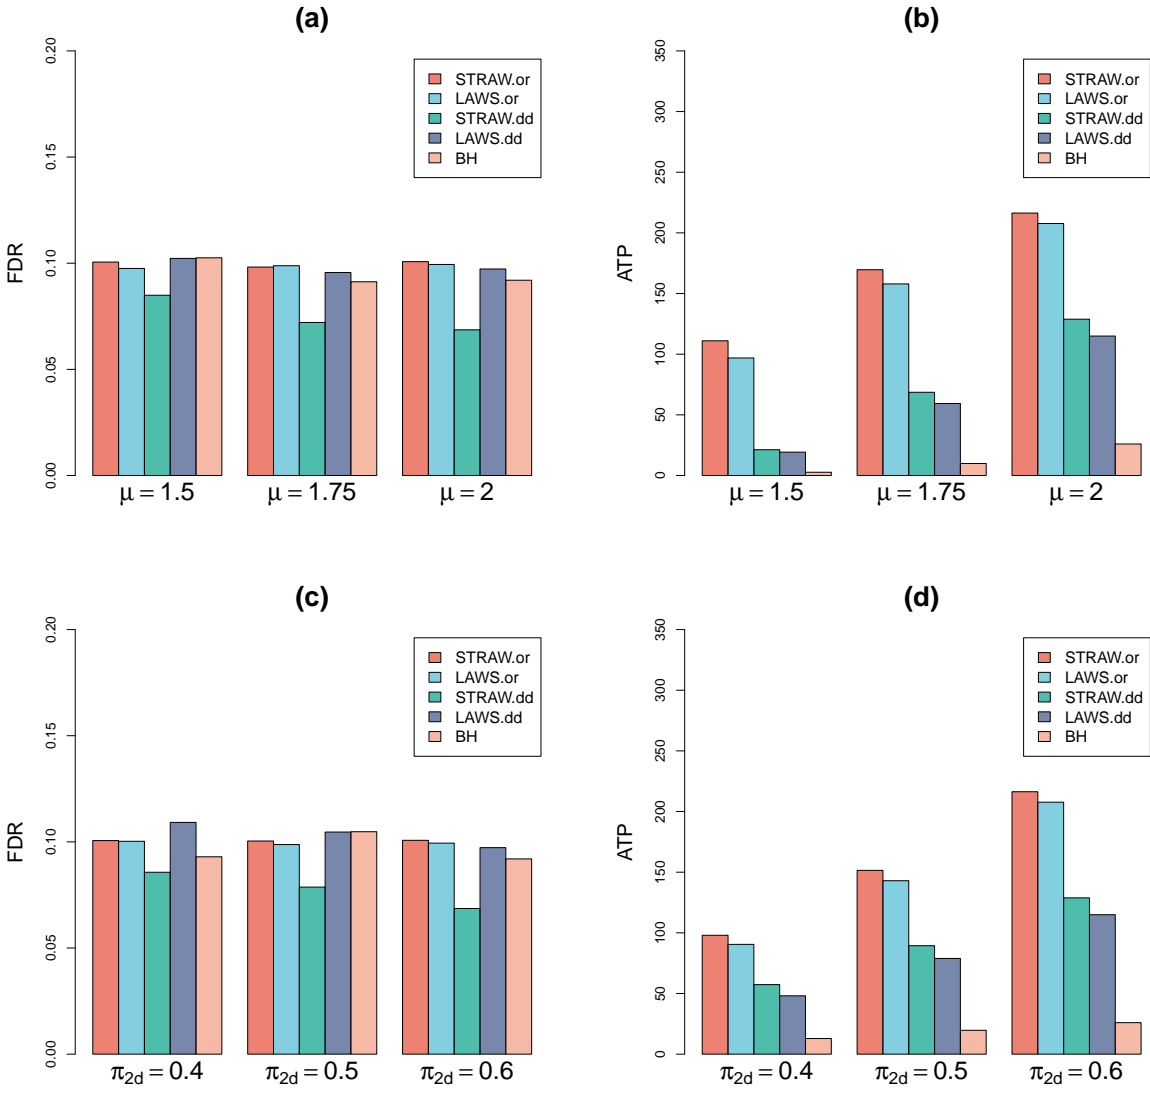 (a)
FDR
0.00
0.05
0.10
0.15
0.20
STRAW.or
LAWS.or
STRAW.dd
LAWS.dd
BH
μ = 1.5
μ = 1.75
μ = 2
(b)
ATP
0
50
100
150
200
250
300
350
STRAW.or
LAWS.or
STRAW.dd
LAWS.dd
BH
μ = 1.5
μ = 1.75
μ = 2
(c)
FDR
0.00
0.05
0.10
0.15
0.20
STRAW.or
LAWS.or
STRAW.dd
LAWS.dd
BH
π2d = 0.4
π2d = 0.5
π2d = 0.6
(d)
ATP
0
50
100
150
200
250
300
350
STRAW.or
LAWS.or
STRAW.dd
LAWS.dd
BH
π2d = 0.4
π2d = 0.5
π2d = 0.6